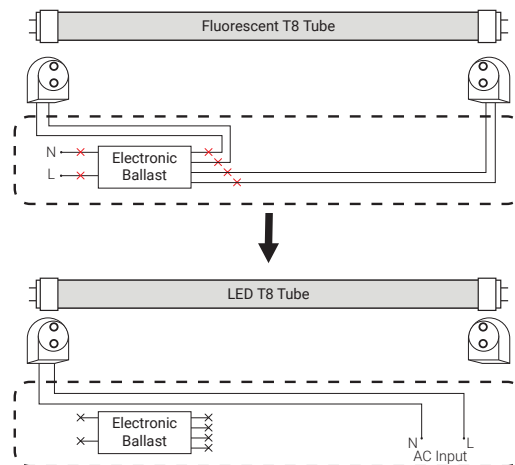 Fluorescent T8 Tube
N
L
Electronic
Ballast
LED T8 Tube
Electronic
Ballast
N
L
AC Input